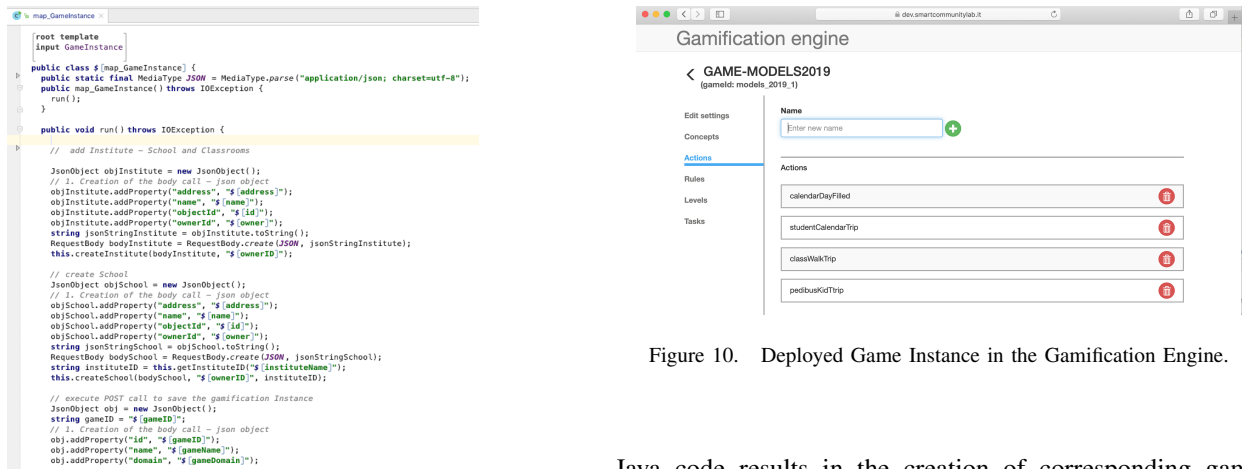 map_GameInstance ×
root template
input GameInstance
public class $[map_GameInstance] {
public static final MediaType JSON = MediaType.parse("application/json; charset=utf-8");
public map_GameInstance() throws IOException {
run();
}
public void run() throws IOException {
// add Institute – School and Classrooms
JsonObject objInstitute = new JsonObject();
// 1. Creation of the body call – json object
objInstitute.addProperty("address", "$[address]");
objInstitute.addProperty("name", "$[name]");
objInstitute.addProperty("objectId", "$[id]");
objInstitute.addProperty("ownerId", "$[owner]");
string jsonStringInstitute = objInstitute.toString();
RequestBody bodyInstitute = RequestBody.create(JSON, jsonStringInstitute);
this.createInstitute(bodyInstitute, "$[ownerID]");
// create School
JsonObject objSchool = new JsonObject();
// 1. Creation of the body call – json object
objSchool.addProperty("address", "$[address]");
objSchool.addProperty("name", "$[name]");
objSchool.addProperty("objectId", "$[id]");
objSchool.addProperty("ownerId", "$[owner]");
string jsonStringSchool = objSchool.toString();
RequestBody bodySchool = RequestBody.create(JSON, jsonStringSchool);
string instituteID = this.getInstituteID("$[instituteName]");
this.createSchool(bodySchool, "$[ownerID]", instituteID);
// execute POST call to save the gamification Instance
JsonObject obj = new JsonObject();
string gameID = "$[gameID]";
// 1. Creation of the body call – json object
obj.addProperty("id", "$[gameID]");
obj.addProperty("name", "$[gameName]");
obj.addProperty("domain", "$[gameDomain]");
dev.smartcommunitylab.it
Gamification engine
< GAME-MODELS2019
(gameId: models_2019_1)
Edit settings
Concepts
Actions
Rules
Levels
Tasks
Name
Enter new name
Actions
calendarDayFilled
studentCalendarTrip
classWalkTrip
pedibusKidTtrip
Figure 10. Deployed Game Instance in the Gamification Engine.
Java code results in the creation of corresponding gam